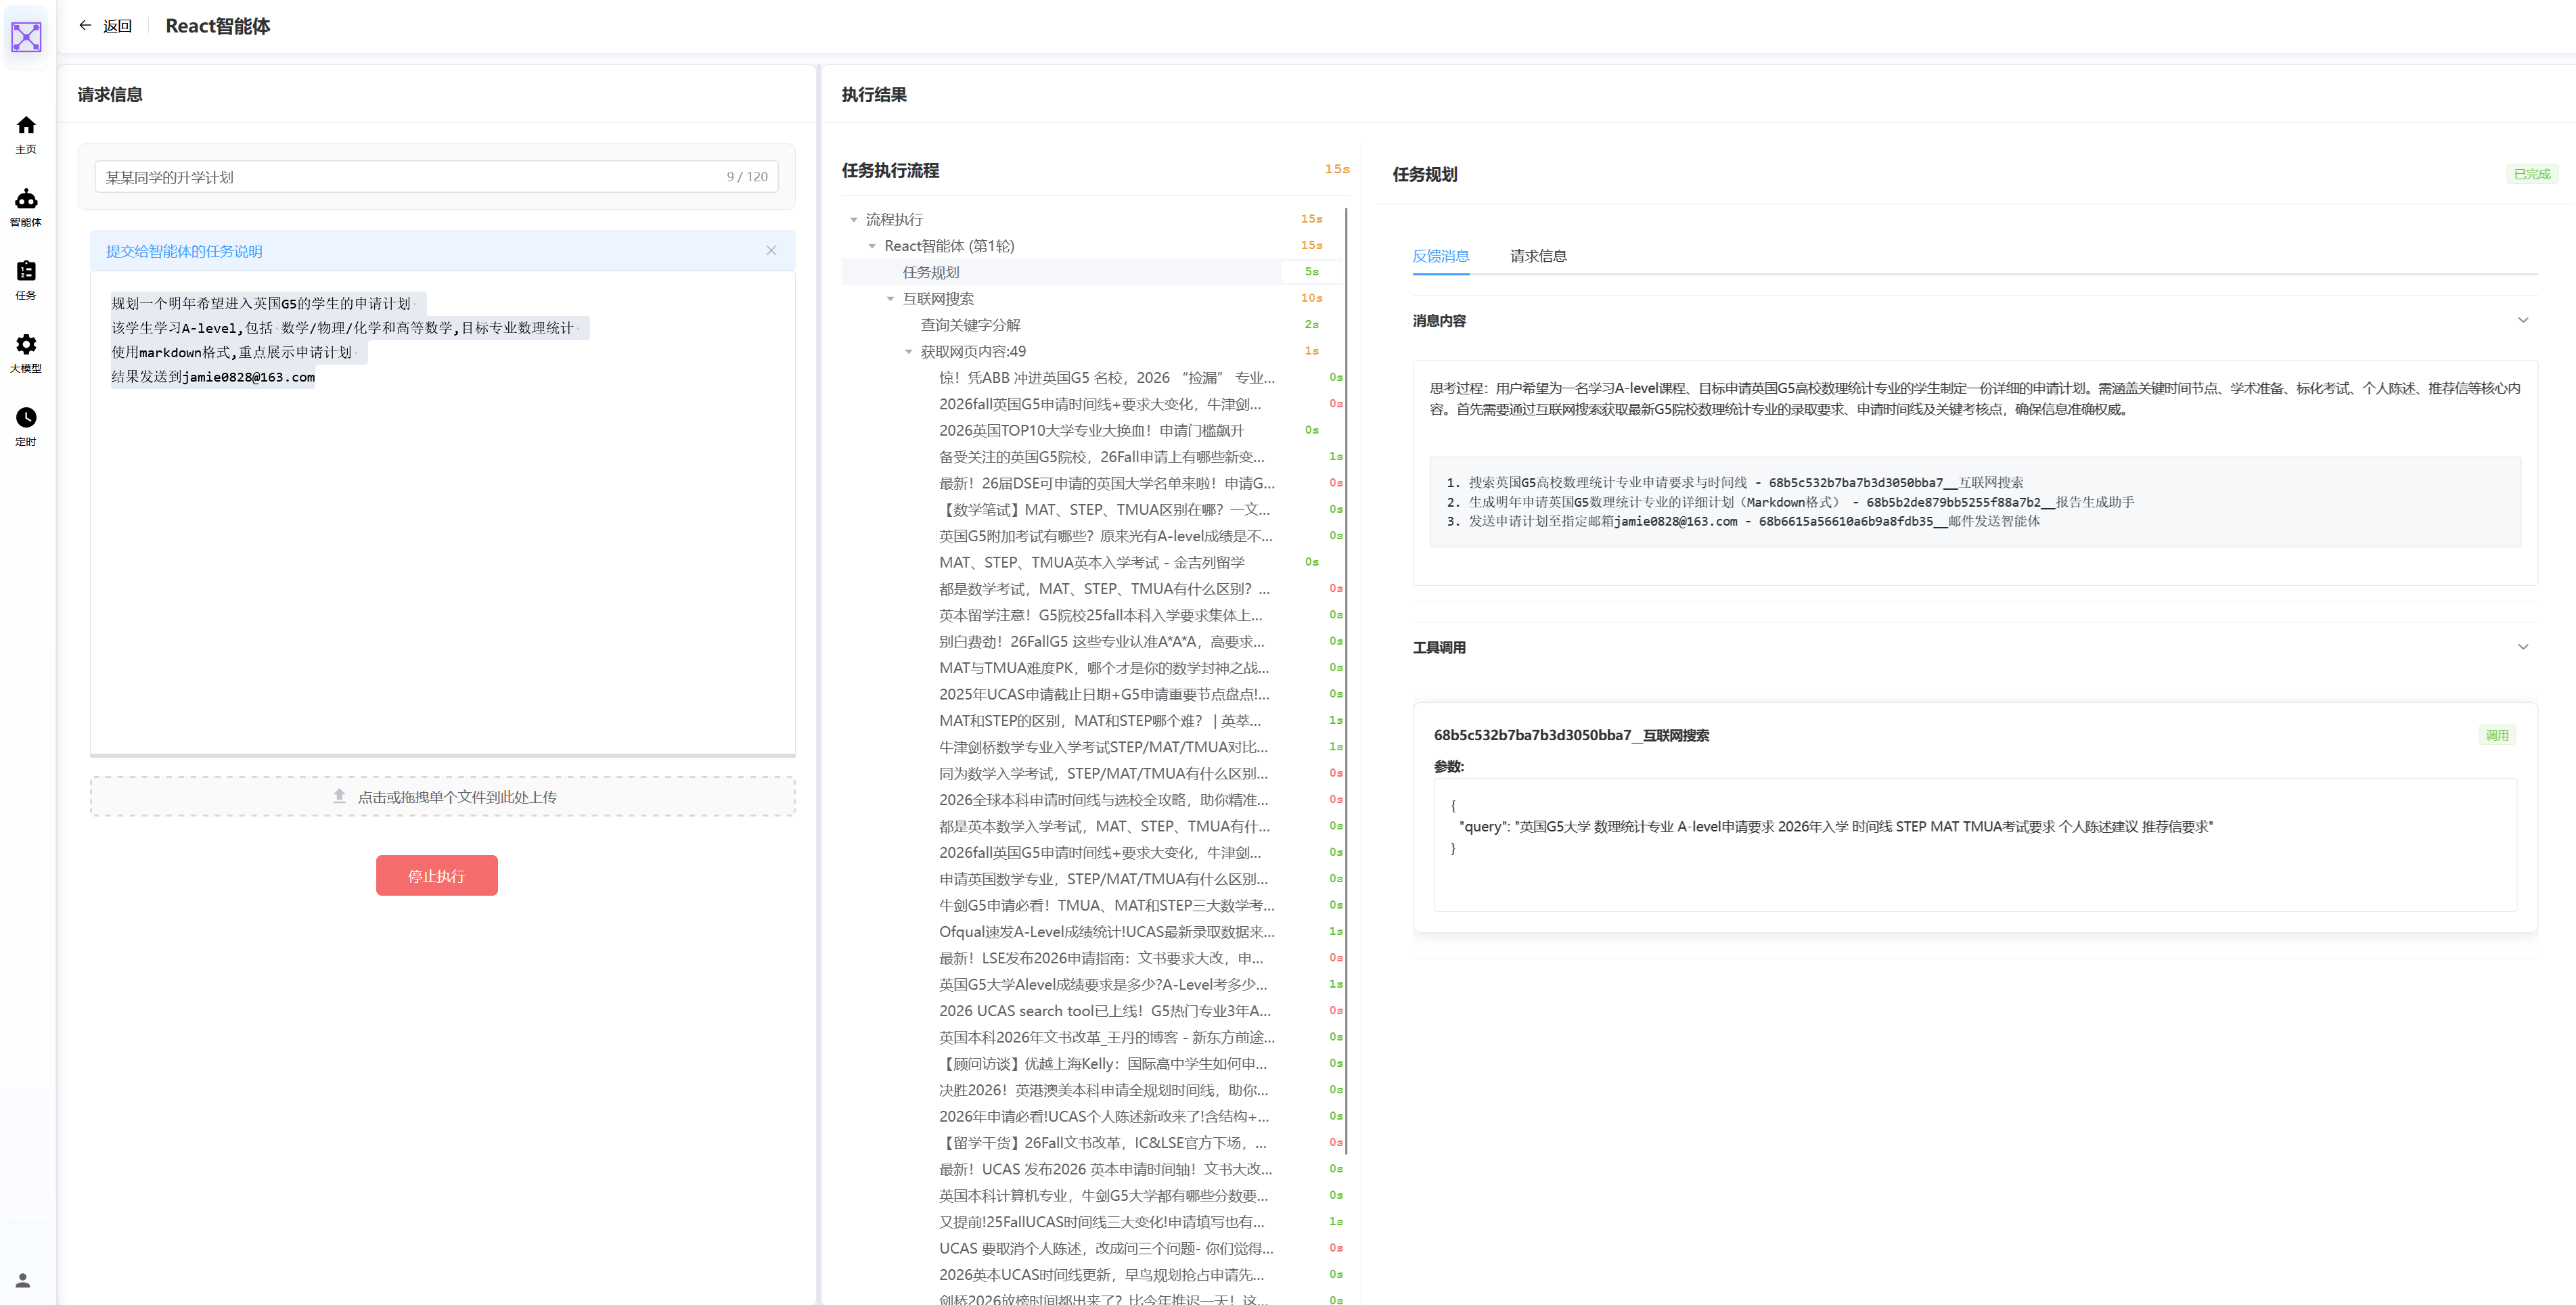 返回
React智能体
主页
智能体
任务
大模型
定时
请求信息
某某同学的升学计划
9 / 120
提交给智能体的任务说明
规划一个明年希望进入英国G5的学生的申请计划
该学生学习A-level,包括 数学/物理/化学和高等数学,目标专业数理统计
使用markdown格式,重点展示申请计划
结果发送到jamie0828@163.com
点击或拖拽单个文件到此处上传
停止执行
执行结果
任务执行流程 15s
流程执行 15s
React智能体 (第1轮) 15s
任务规划 5s
互联网搜索 10s
查询关键字分解 2s
获取网页内容:49 1s
惊！凭ABB 冲进英国G5 名校，2026 “捡漏” 专业... 0s
2026fall英国G5申请时间线+要求大变化，牛津剑... 0s
2026英国TOP10大学专业大换血！申请门槛飙升 0s
备受关注的英国G5院校，26Fall申请上有哪些新变... 1s
最新！26届DSE可申请的英国大学名单来啦！申请G... 0s
【数学笔试】MAT、STEP、TMUA区别在哪？一文... 0s
英国G5附加考试有哪些？原来光有A-level成绩是不... 0s
MAT、STEP、TMUA英本入学考试 - 金吉列留学 0s
都是数学考试，MAT、STEP、TMUA有什么区别？... 0s
英本留学注意！G5院校25fall本科入学要求集体上... 0s
别白费劲！26FallG5 这些专业认准A*A*A，高要求... 0s
MAT与TMUA难度PK，哪个才是你的数学封神之战... 0s
2025年UCAS申请截止日期+G5申请重要节点盘点!... 0s
MAT和STEP的区别，MAT和STEP哪个难？ | 英萃... 1s
牛津剑桥数学专业入学考试STEP/MAT/TMUA对比... 1s
同为数学入学考试，STEP/MAT/TMUA有什么区别... 0s
2026全球本科申请时间线与选校全攻略，助你精准... 0s
都是英本数学入学考试，MAT、STEP、TMUA有什... 0s
2026fall英国G5申请时间线+要求大变化，牛津剑... 0s
申请英国数学专业，STEP/MAT/TMUA有什么区别... 0s
牛剑G5申请必看！TMUA、MAT和STEP三大数学考... 0s
Ofqual速发A-Level成绩统计!UCAS最新录取数据来... 1s
最新！LSE发布2026申请指南：文书要求大改，申... 0s
英国G5大学Alevel成绩要求是多少?A-Level考多少... 1s
2026 UCAS search tool已上线！G5热门专业3年A... 0s
英国本科2026年文书改革_王丹的博客 - 新东方前途... 0s
【顾问访谈】优越上海Kelly：国际高中学生如何申... 0s
决胜2026！英港澳美本科申请全规划时间线，助你... 0s
2026年申请必看!UCAS个人陈述新政来了!含结构+... 0s
【留学干货】26Fall文书改革，IC&LSE官方下场，... 0s
最新！UCAS 发布2026 英本申请时间轴！文书大改... 0s
英国本科计算机专业，牛剑G5大学都有哪些分数要... 0s
又提前!25FallUCAS时间线三大变化!申请填写也有... 1s
UCAS 要取消个人陈述，改成问三个问题- 你们觉得... 0s
2026英本UCAS时间线更新，早鸟规划抢占申请先... 0s
剑桥2026放榜时间都出来了？比今年推迟一天！这... 0s
任务规划
已完成
反馈消息
请求信息
消息内容
思考过程：用户希望为一名学习A-level课程、目标申请英国G5高校数理统计专业的学生制定一份详细的申请计划。需涵盖关键时间节点、学术准备、标化考试、个人陈述、推荐信等核心内
容。首先需要通过互联网搜索获取最新G5院校数理统计专业的录取要求、申请时间线及关键考核点，确保信息准确权威。
1. 搜索英国G5高校数理统计专业申请要求与时间线 - 68b5c532b7ba7b3d3050bba7__互联网搜索
2. 生成明年申请英国G5数理统计专业的详细计划（Markdown格式） - 68b5b2de879bb5255f88a7b2__报告生成助手
3. 发送申请计划至指定邮箱jamie0828@163.com - 68b6615a56610a6b9a8fdb35__邮件发送智能体
工具调用
68b5c532b7ba7b3d3050bba7__互联网搜索
调用
参数:
{
"query": "英国G5大学 数理统计专业 A-level申请要求 2026年入学 时间线 STEP MAT TMUA考试要求 个人陈述建议 推荐信要求"
}